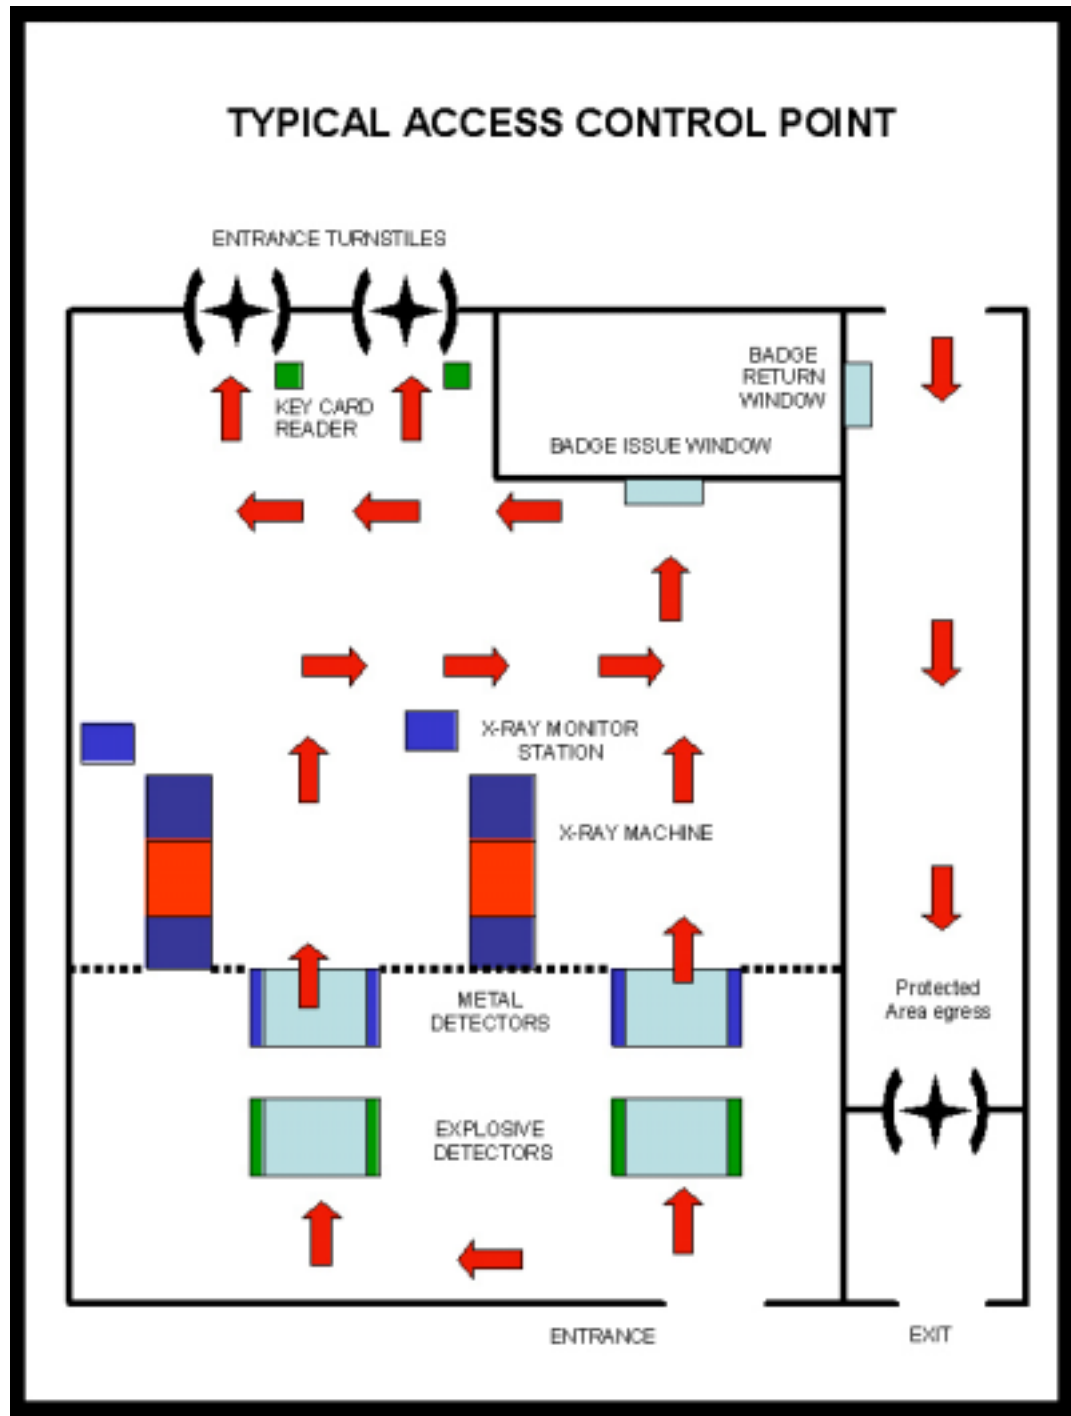 TYPICAL ACCESS CONTROL POINT
ENTRANCE TURNSTILES
BADGE
RETURN
WINDOW
KEY CARD
READER
BADGE ISSUE WINDOW
X-RAY MONITOR
STATION
X-RAY MACHINE
METAL
DETECTORS
Protected
Area egress
EXPLOSIVE
DETECTORS
ENTRANCE
EXIT